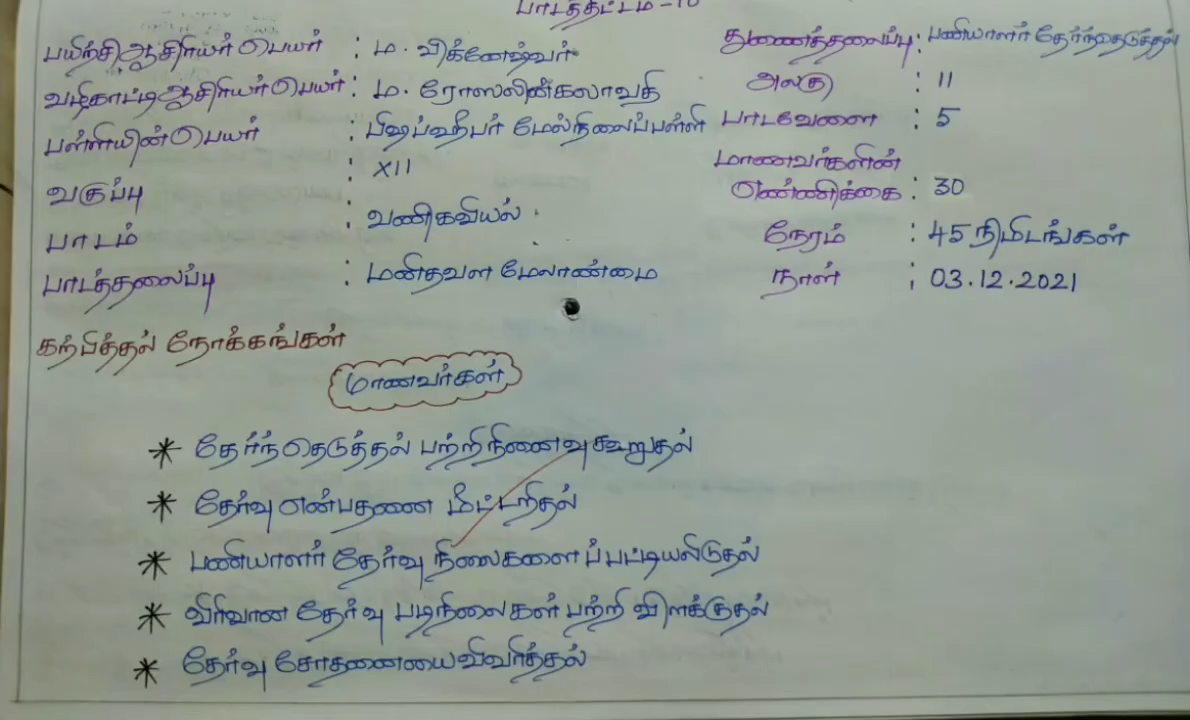 பாடத்திட்டம் - 10
பயிற்சி ஆசிரியர் பெயர் : ம. விக்னேஷ்வர்
துணைத்தலைப்பு : பணியாளர் தேர்ந்தெடுத்தல்
வழிகாட்டி ஆசிரியர் பெயர் : ம. ரோஸலின்கலாவதி
அலகு : 11
பள்ளியின் பெயர் : பிஷப்ஹீபர் மேல்நிலைப்பள்ளி
பாடவேளை : 5
வகுப்பு : XII
மாணவர்களின்
எண்ணிக்கை : 30
பாடம் : வணிகவியல்
நேரம் : 45 நிமிடங்கள்
பாடத்தலைப்பு : மனிதவள மேலாண்மை
நாள் : 03.12.2021
கற்பித்தல் நோக்கங்கள்
மாணவர்கள்
* தேர்ந்தெடுத்தல் பற்றி நினைவு கூறுதல்
* தேர்வு என்பதனை மீட்டறிதல்
* பணியாளர் தேர்வு நிலைகளை ப்பட்டியலிடுதல்
* விரிவான தேர்வு படிநிலைகள் பற்றி விளக்குதல்
* தேர்வு சோதனையை விவரித்தல்